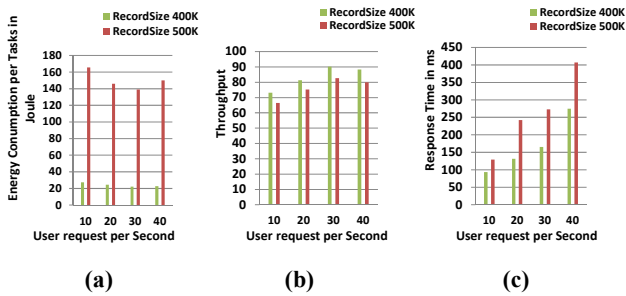 RecordSize 400K
RecordSize 500K
Energy Consumption per Tasks in
Joule
180
160
140
120
100
80
60
40
20
0
10 20 30 40
User request per Second
(a)
RecordSize 400K
RecordSize 500K
Throughput
100
90
80
70
60
50
40
30
20
10
0
10 20 30 40
User request per Second
(b)
RecordSize 400K
RecordSize 500K
Response Time in ms
450
400
350
300
250
200
150
100
50
0
10 20 30 40
User request per Second
(c)